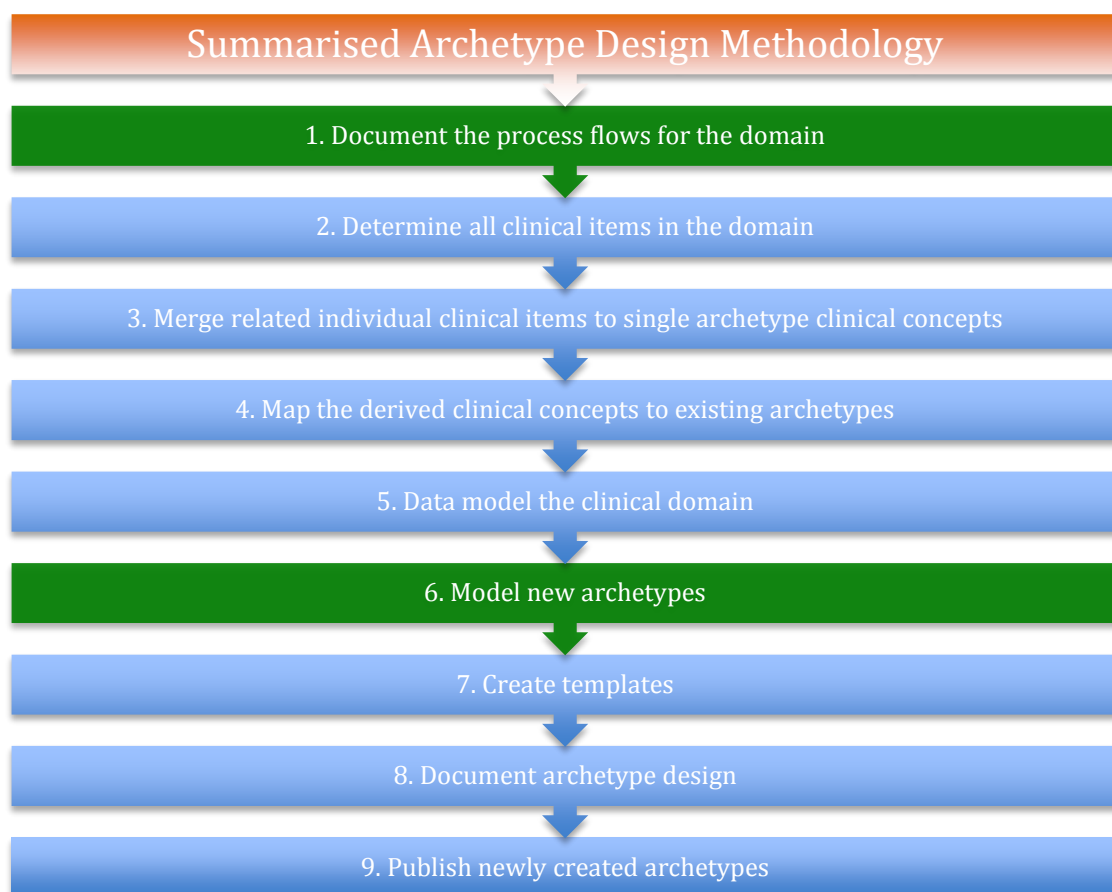 Summarised Archetype Design Methodology
1. Document the process flows for the domain
2. Determine all clinical items in the domain
3. Merge related individual clinical items to single archetype clinical concepts
4. Map the derived clinical concepts to existing archetypes
5. Data model the clinical domain
6. Model new archetypes
7. Create templates
8. Document archetype design
9. Publish newly created archetypes